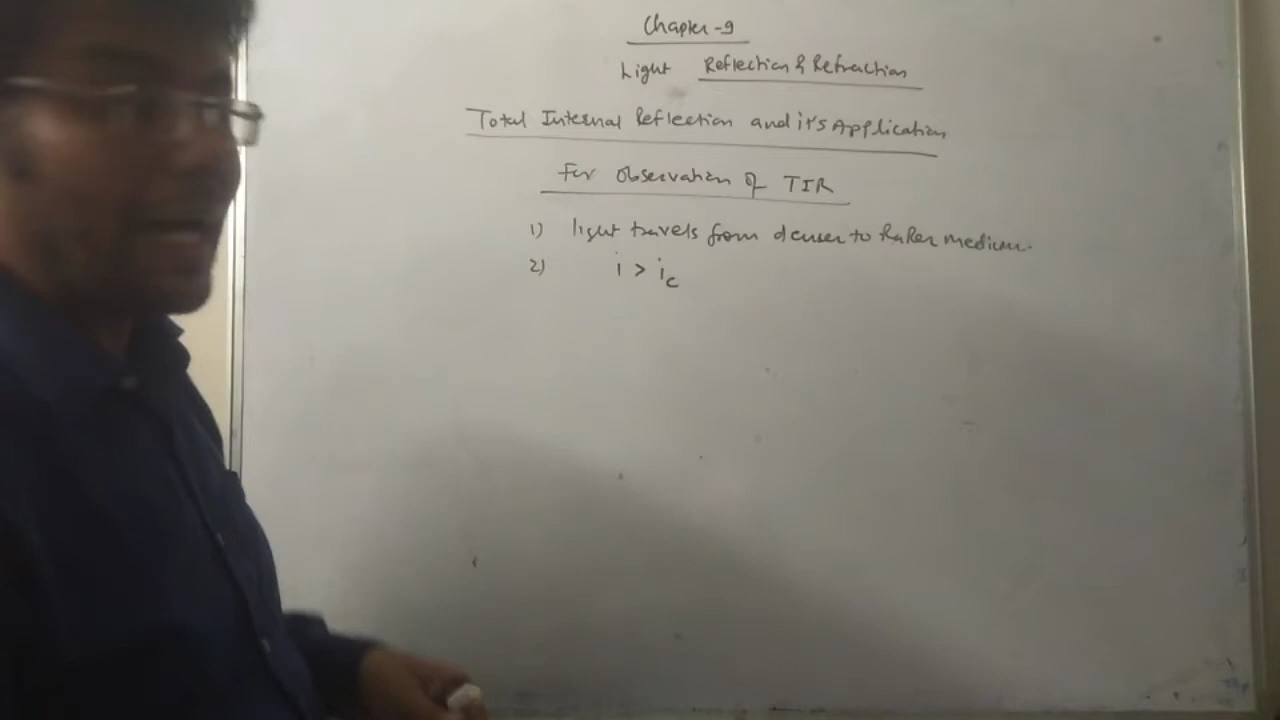 Chapter-9
Light Reflection & Refraction
Total Internal Reflection and it's Application
For observation of TIR
1) light travels from denser to Rarer medium.
2) i > ic